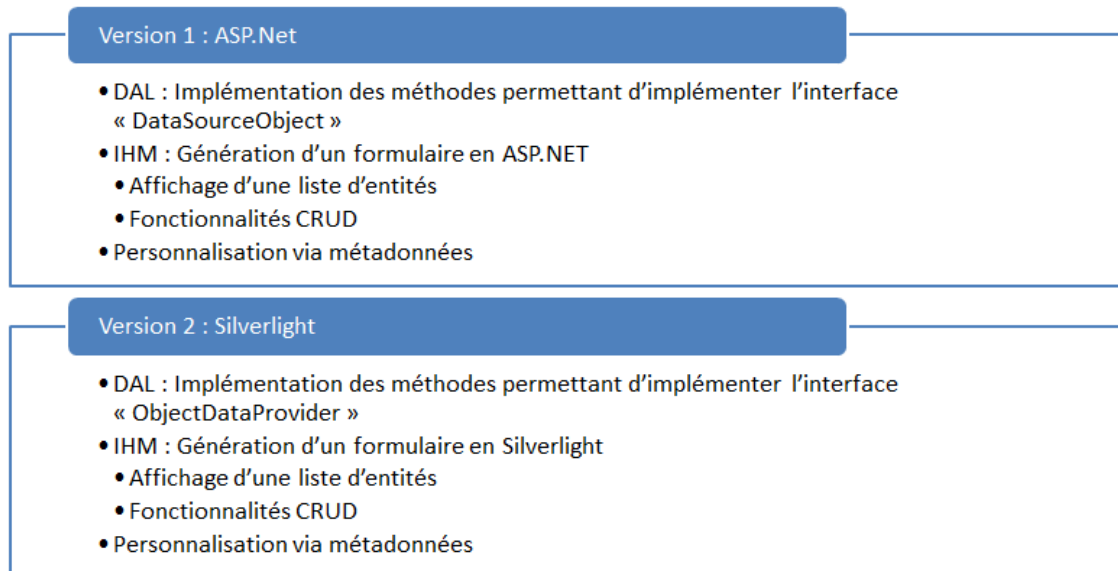 Version 1 : ASP.Net
• DAL : Implémentation des méthodes permettant d’implémenter l’interface
« DataSourceObject »
• IHM : Génération d’un formulaire en ASP.NET
• Affichage d’une liste d’entités
• Fonctionnalités CRUD
• Personnalisation via métadonnées
Version 2 : Silverlight
• DAL : Implémentation des méthodes permettant d’implémenter l’interface
« ObjectDataProvider »
• IHM : Génération d’un formulaire en Silverlight
• Affichage d’une liste d’entités
• Fonctionnalités CRUD
• Personnalisation via métadonnées